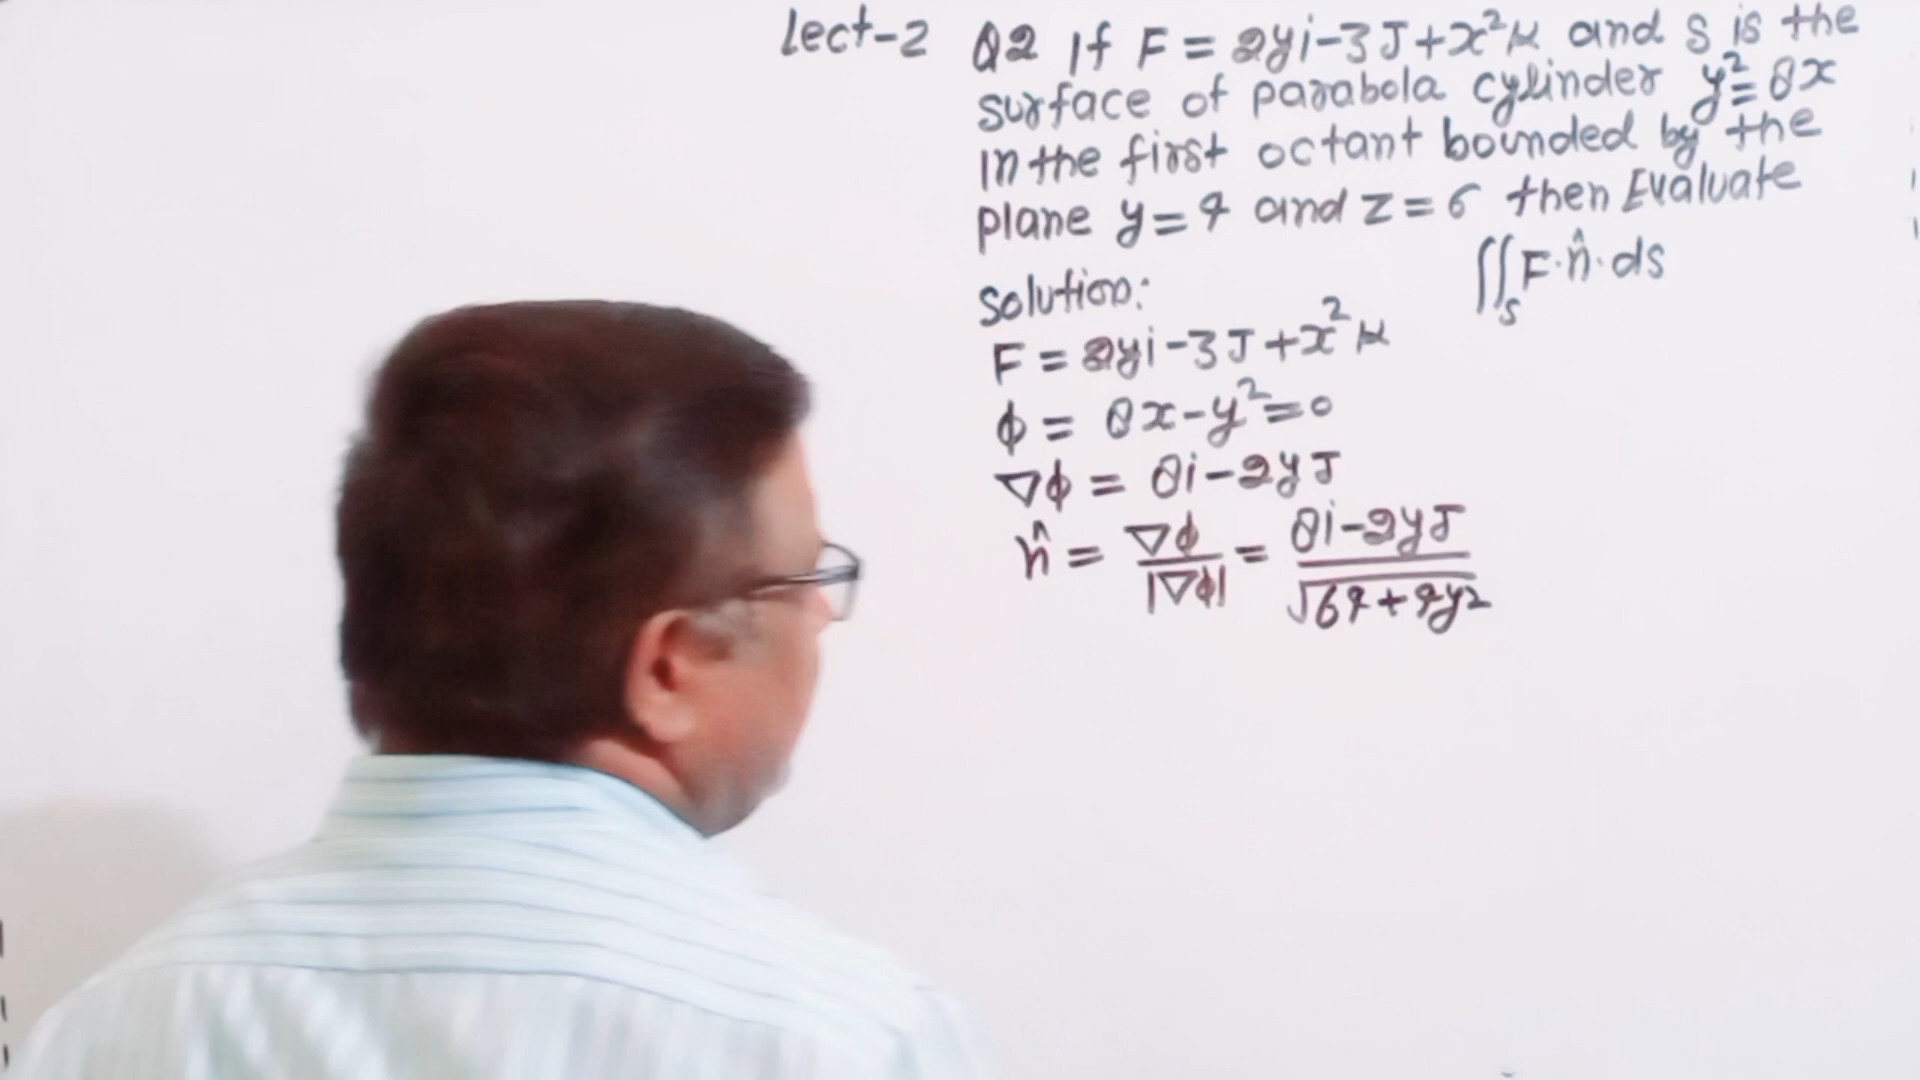 Lect-2 Q2 If F = 2yi-3J+x²k and S is the
surface of parabola cylinder y²=8x
in the first octant bounded by the
plane y=4 and z=6 then Evaluate
∬ₛ F·n̂·ds
Solution:
F = 2yi-3J+x²k
ϕ = 8x-y²=0
∇ϕ = 8i-2yJ
n̂ = ∇ϕ/|∇ϕ| = 8i-2yJ/√64+4y²